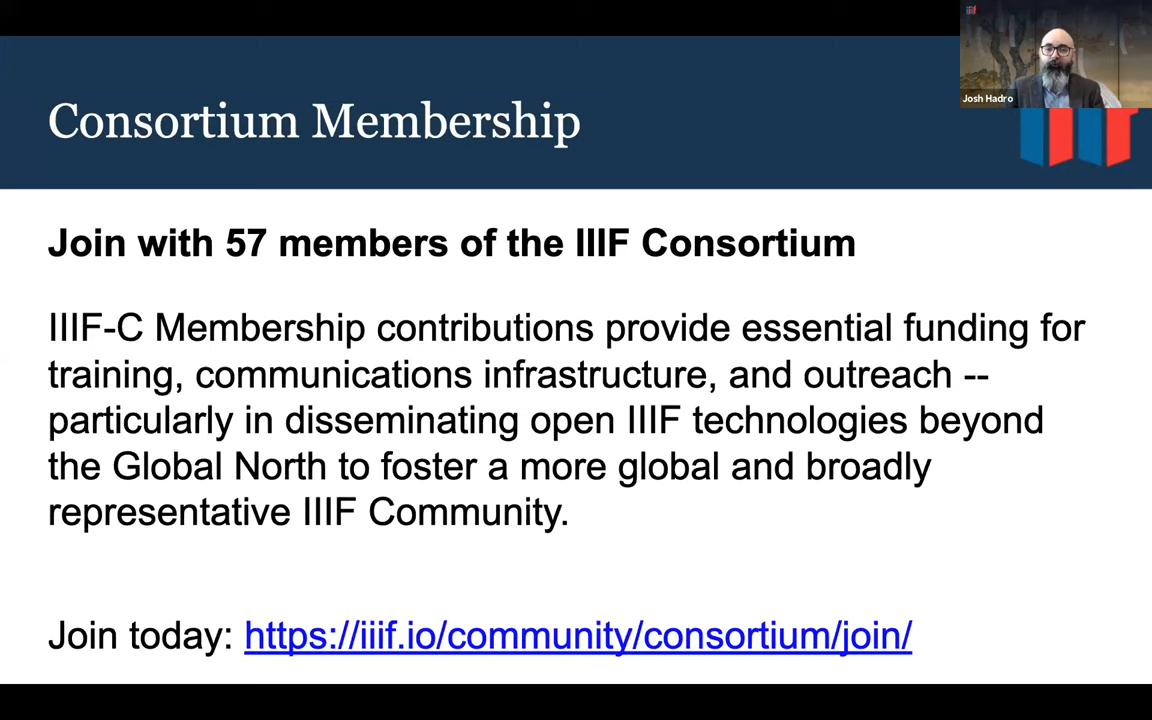 Consortium Membership
Josh Hadro
Join with 57 members of the IIIF Consortium
IIIF-C Membership contributions provide essential funding for
training, communications infrastructure, and outreach --
particularly in disseminating open IIIF technologies beyond
the Global North to foster a more global and broadly
representative IIIF Community.
Join today: https://iiif.io/community/consortium/join/